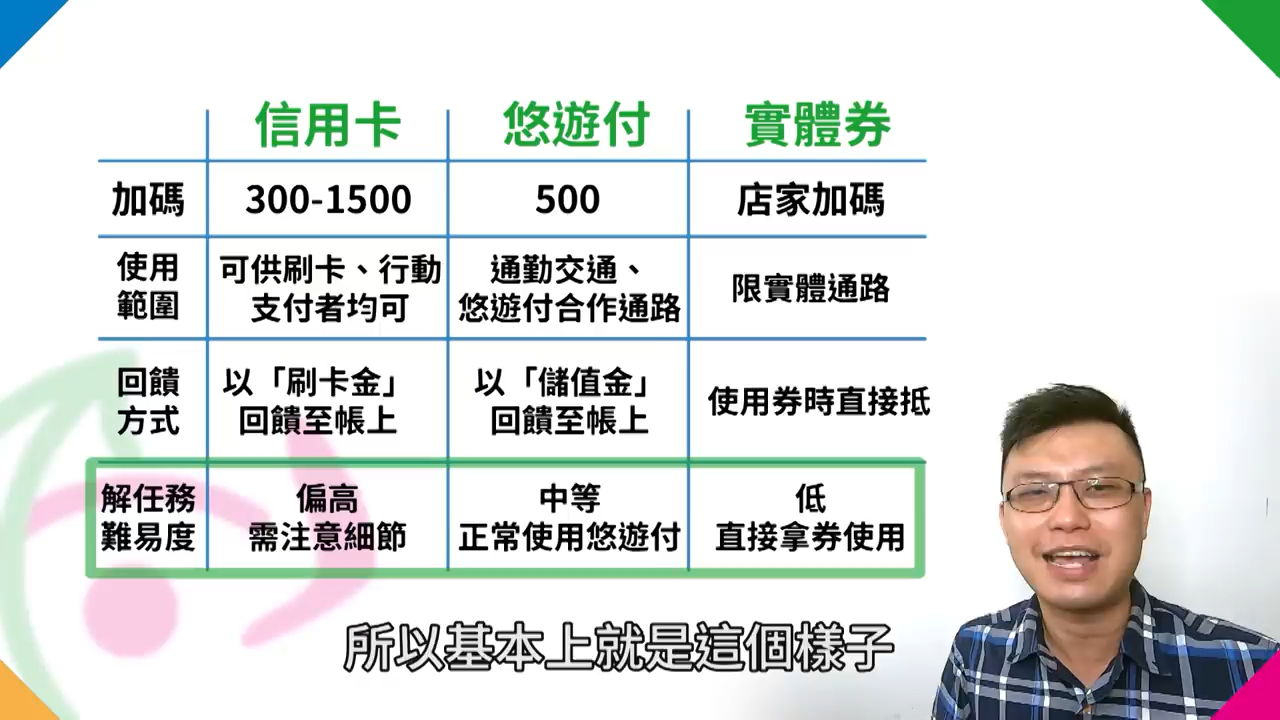 信用卡 悠遊付 實體券
加碼 300-1500 500 店家加碼
使用
範圍
可供刷卡、行動
支付者均可
通勤交通、
悠遊付合作通路
限實體通路
回饋
方式
以「刷卡金」
回饋至帳上
以「儲值金」
回饋至帳上
使用券時直接抵
解任務
難易度
偏高
需注意細節
中等
正常使用悠遊付
低
直接拿券使用
所以基本上就是這個樣子